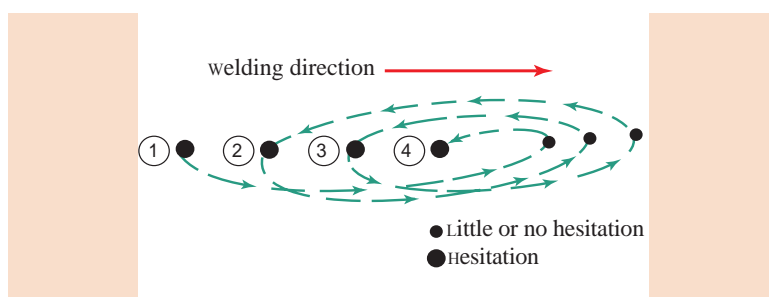 welding direction
1 2 3 4
Little or no hesitation
Hesitation